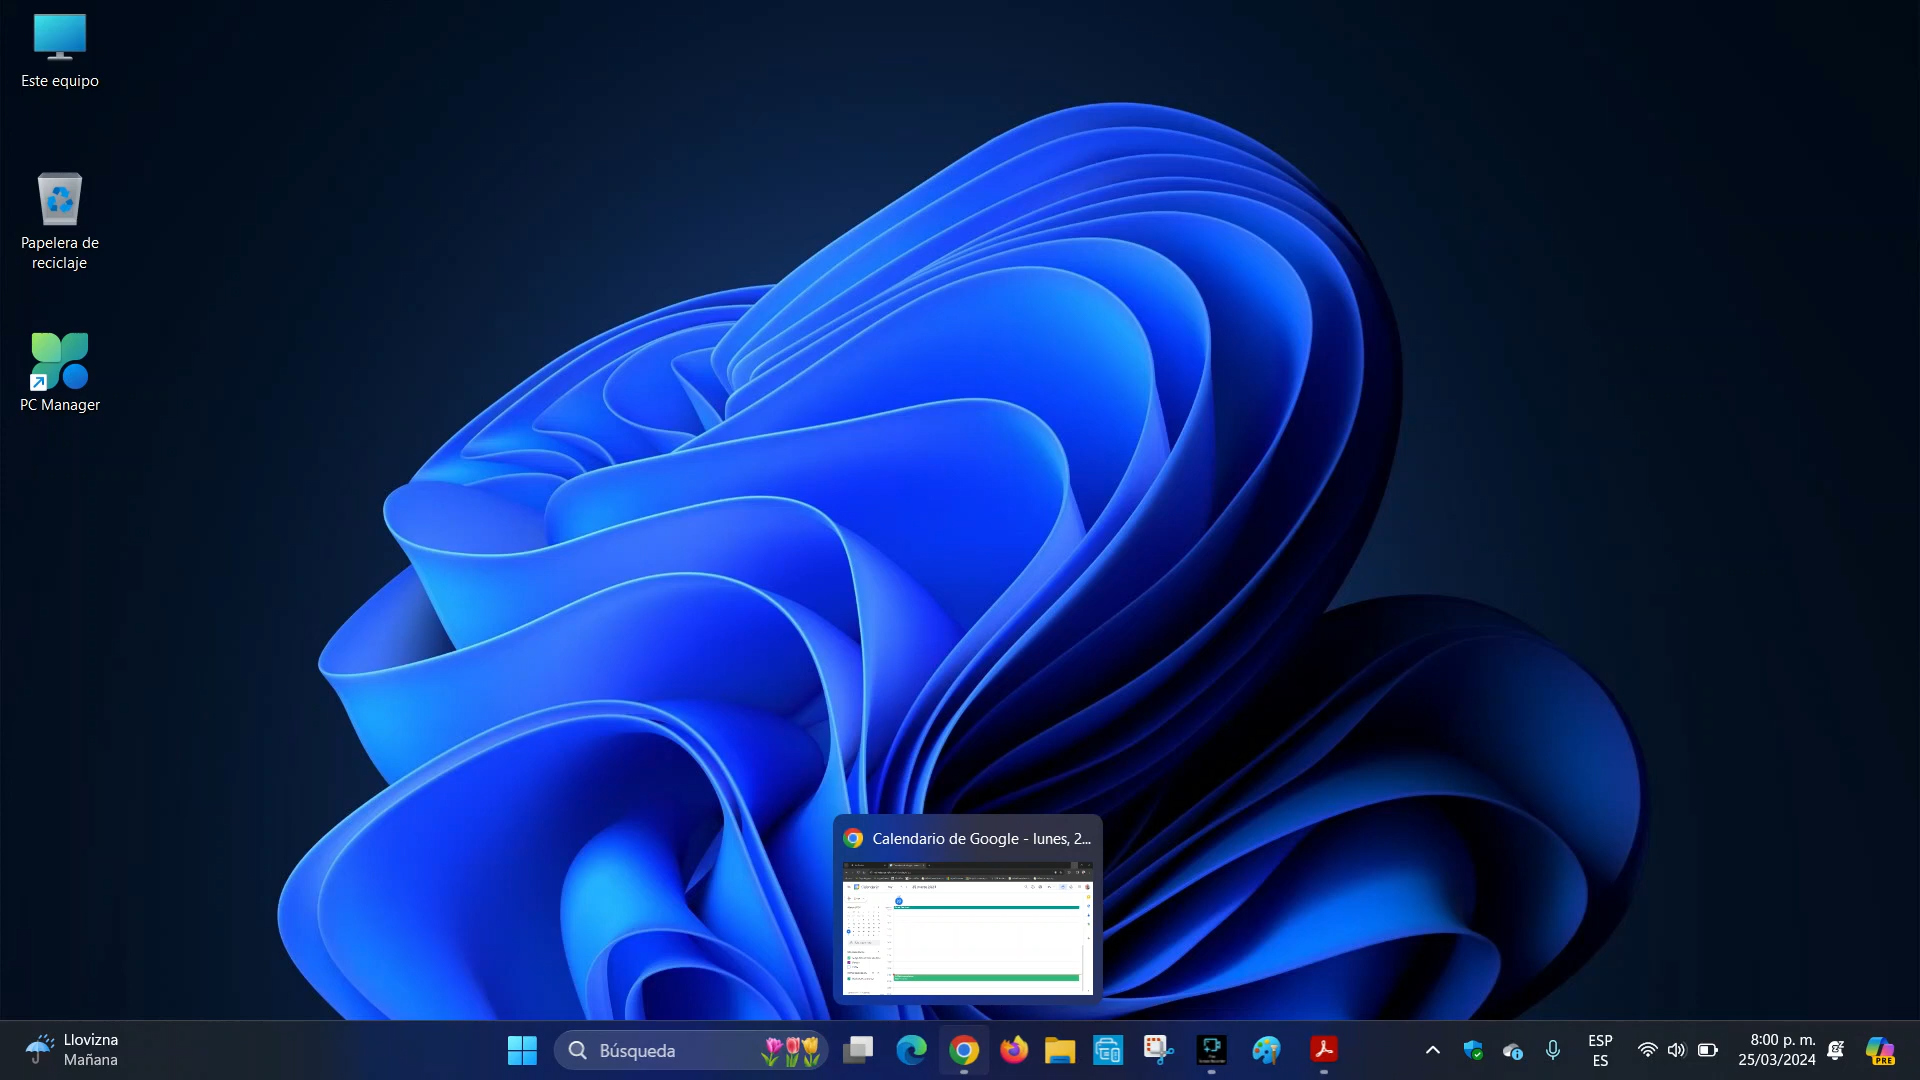 Este equipo
Papelera de
reciclaje
PC Manager
Calendario de Google - lunes, 2...
Llovizna
Mañana
Búsqueda
ESP
ES
8:00 p. m.
25/03/2024
PRE